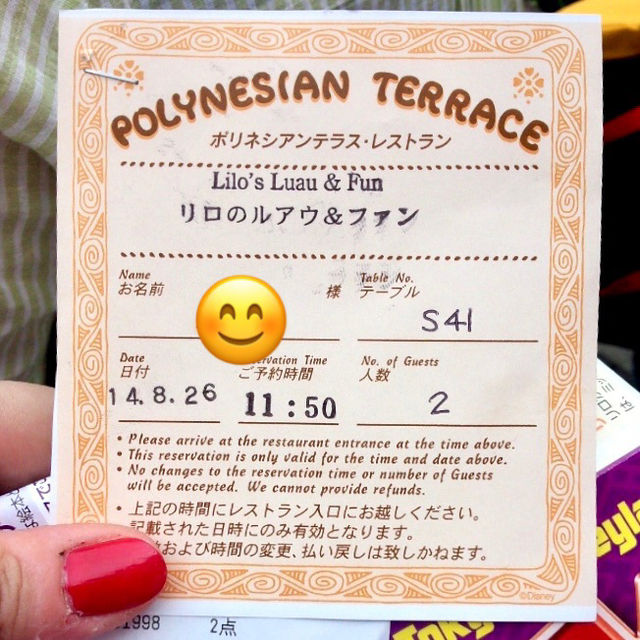 POLYNESIAN TERRACE
ポリネシアンテラス・レストラン
Lilo's Luau & Fun
リロのルアウ&ファン
Name
お名前 様
Table No.
テーブル
S41
Date
日付
14.8.26
ervation Time
ご予約時間
11:50
No. of Guests
人数
2
• Please arrive at the restaurant entrance at the time above.
• This reservation is only valid for the time and date above.
• No changes to the reservation time or number of Guests
will be accepted. We cannot provide refunds.
• 上記の時間にレストラン入口にお越しください。
記載された日時にのみ有効となります。
および時間の変更、払い戻しは致しかねます。
©Disney
1998 2点